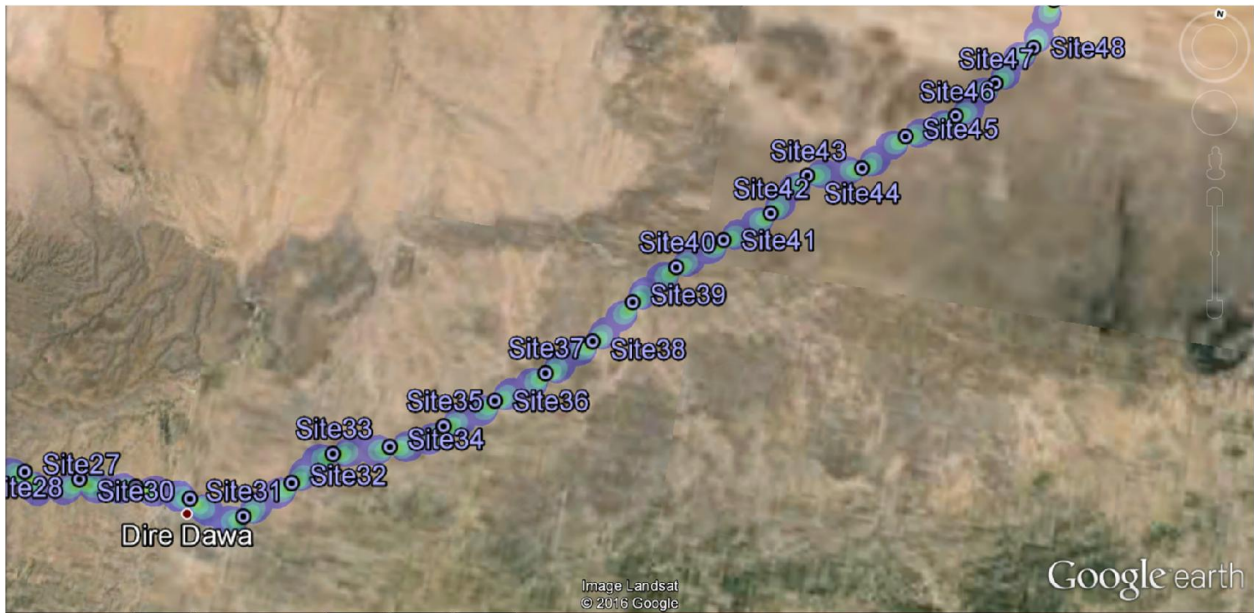 N
Site48
Site47
Site46
Site45
Site43
Site44
Site42
Site40
Site41
Site39
Site37
Site38
Site35
Site36
Site33
Site34
Site27
Site32
ite28
Site30
Site31
Dire Dawa
Image Landsat
© 2016 Google
Google earth